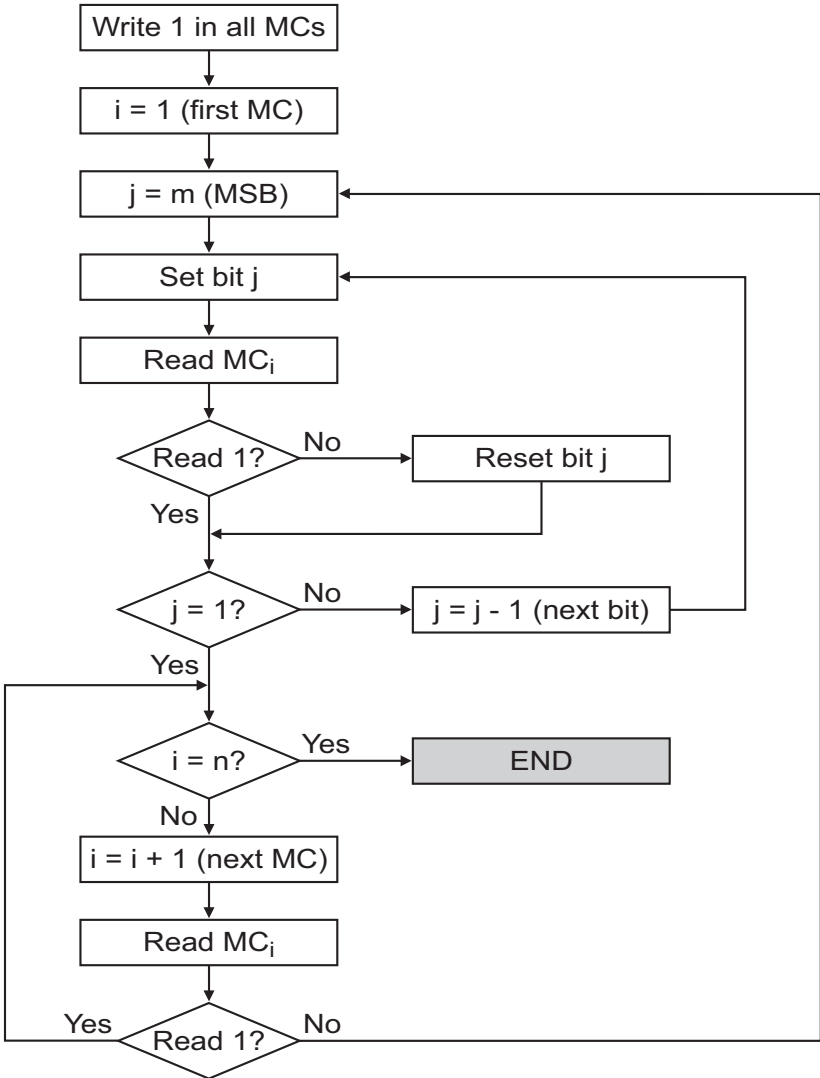 Write 1 in all MCs
i = 1 (first MC)
j = m (MSB)
Set bit j
Read MCi
Read 1?
No
Reset bit j
Yes
j = 1?
No
j = j - 1 (next bit)
Yes
i = n?
Yes
END
No
i = i + 1 (next MC)
Read MCi
Yes
Read 1?
No